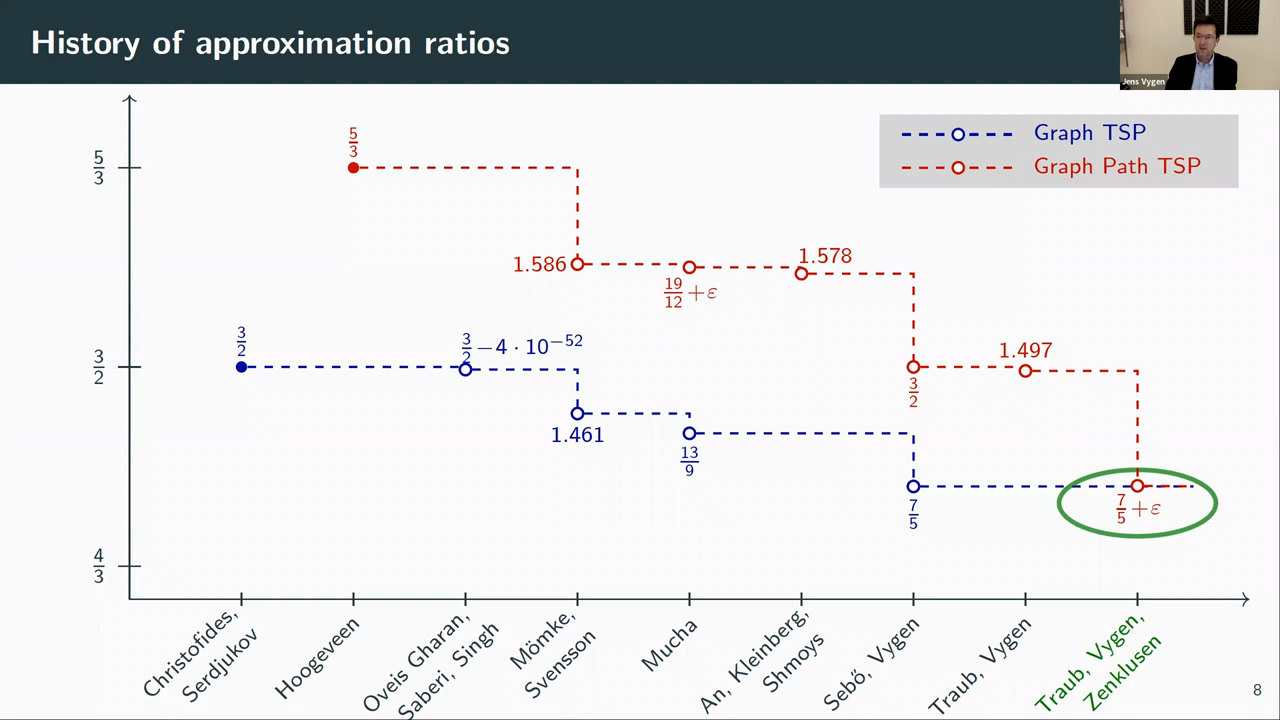 History of approximation ratios
Jens Vygen
Graph TSP
Graph Path TSP
5/3
3/2
4/3
5/3
1.586
19/12 + ε
1.578
3/2
1.497
7/5 + ε
3/2
3/2 − 4 · 10⁻⁵²
1.461
13/9
7/5
Christofides,
Serdjukov
Hoogeveen
Oveis Gharan,
Saberi, Singh
Mömke,
Svensson
Mucha
An, Kleinberg,
Shmoys
Sebő, Vygen
Traub, Vygen
Traub, Vygen,
Zenklusen
8